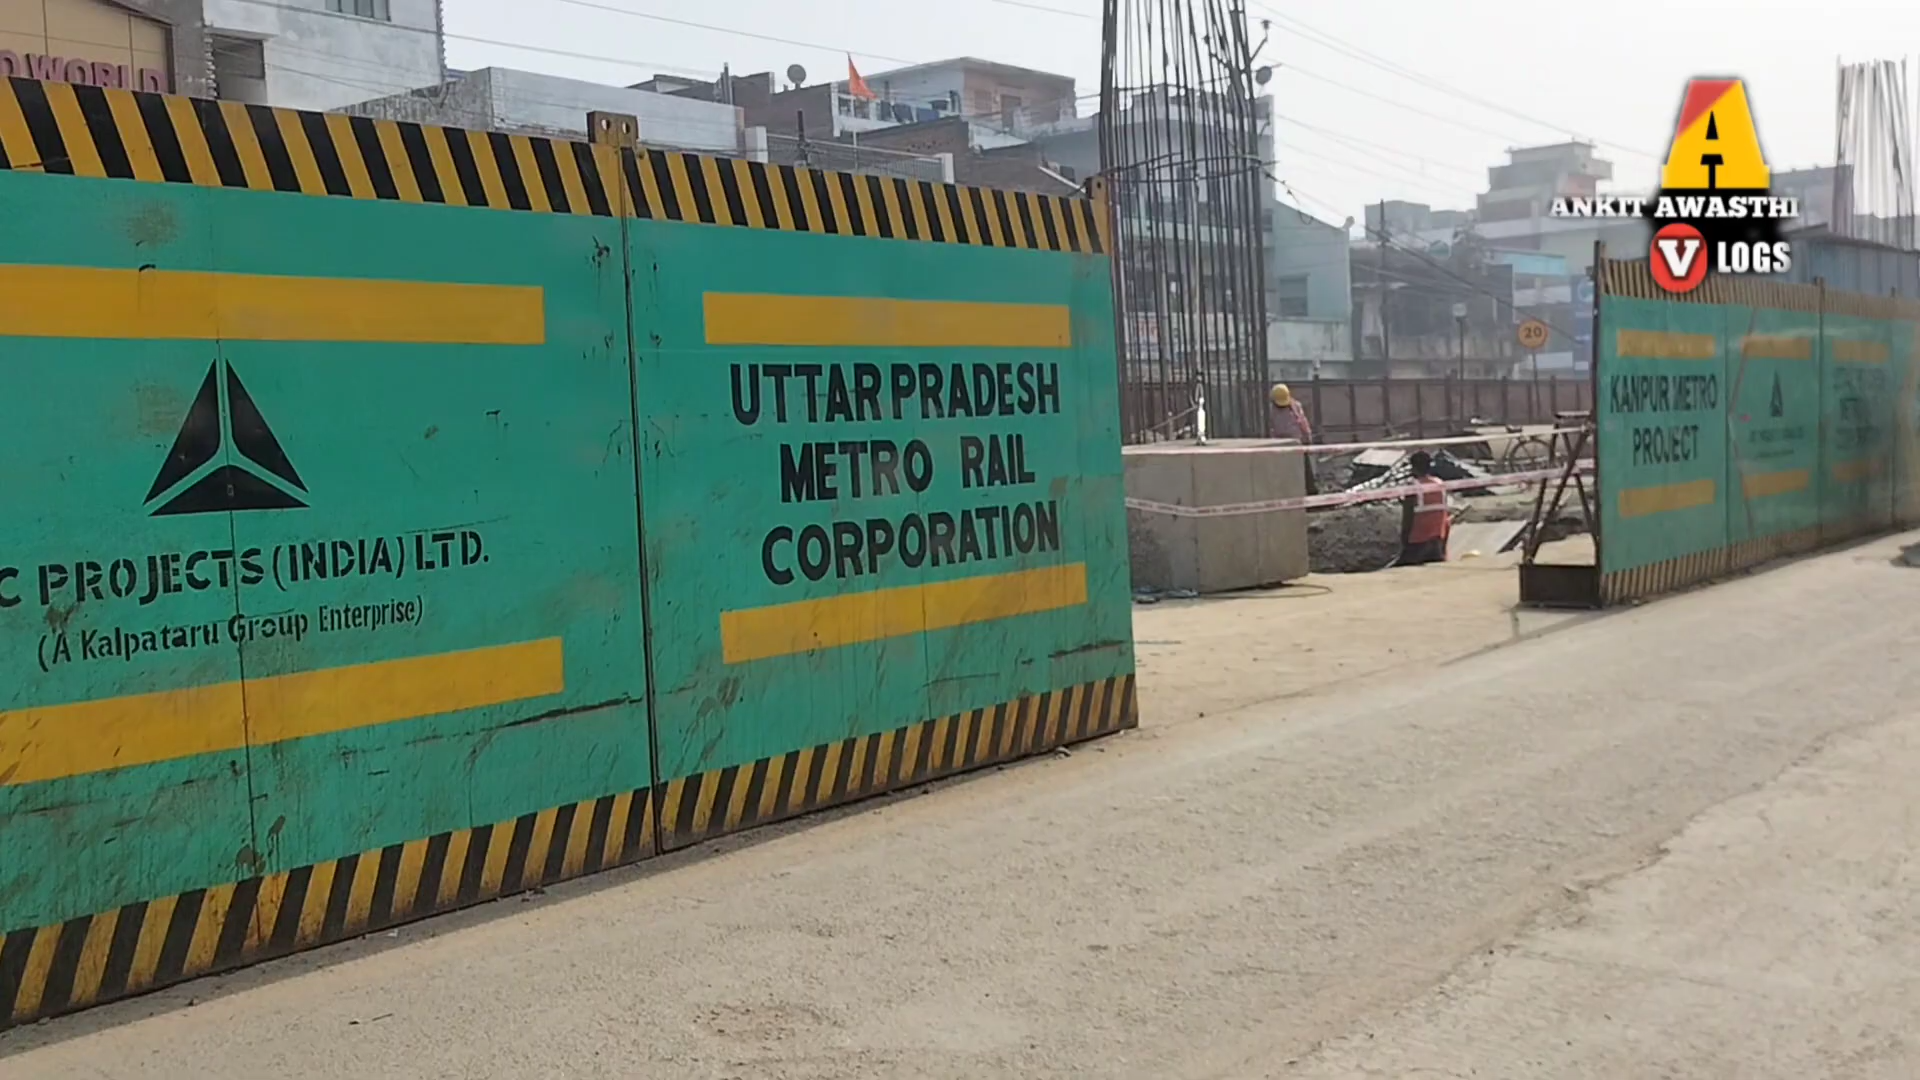 OWORLD
C PROJECTS (INDIA) LTD.
(A Kalpataru Group Enterprise)
UTTAR PRADESH
METRO RAIL
CORPORATION
KANPUR METRO
PROJECT
20
A
ANKIT AWASTHI
V LOGS